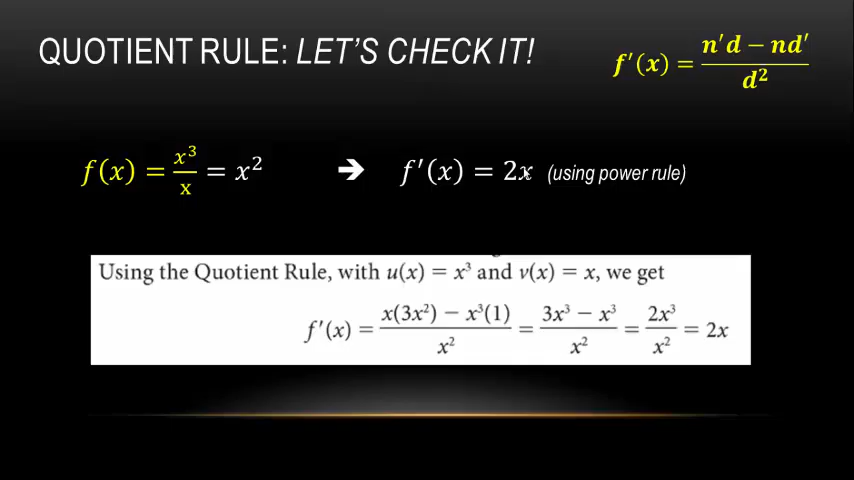 QUOTIENT RULE: LET'S CHECK IT!
f′(x) = (n′d − nd′)/d²
f(x) = x³/x = x² ➔ f′(x) = 2x (using power rule)
Using the Quotient Rule, with u(x) = x³ and v(x) = x, we get
f′(x) = (x(3x²) − x³(1))/x² = (3x³ − x³)/x² = 2x³/x² = 2x